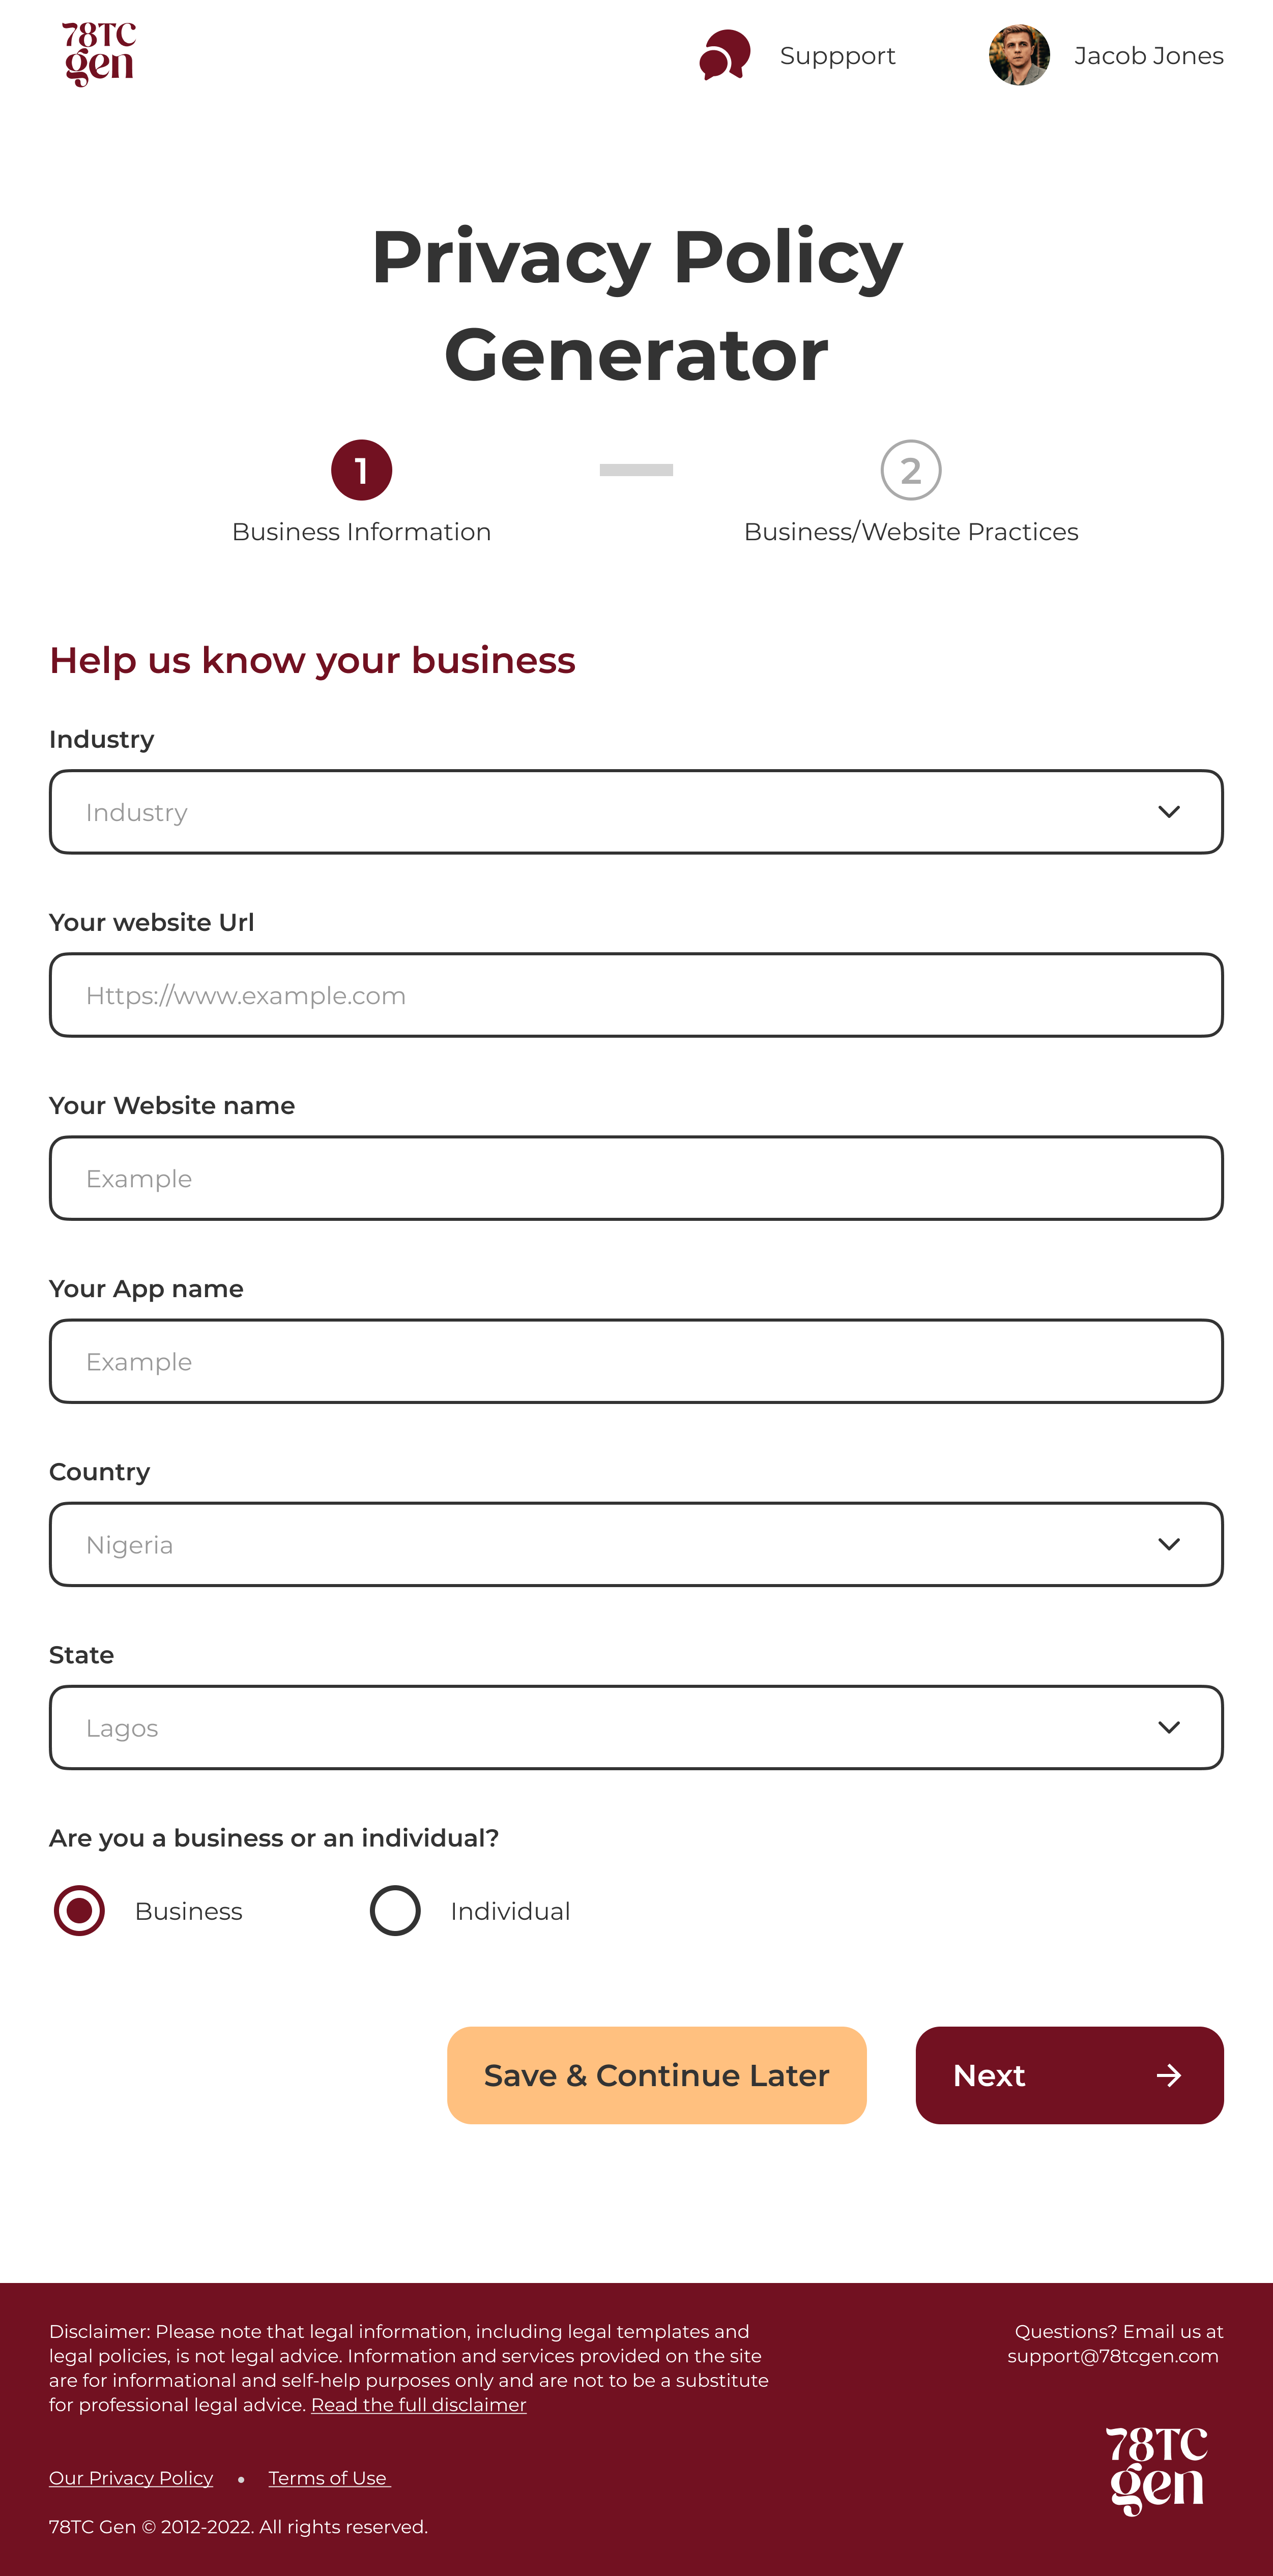 78TC
gen
Suppport
Jacob Jones
Privacy Policy
Generator
1
2
Business Information
Business/Website Practices
Help us know your business
Industry
Industry
Your website Url
Https://www.example.com
Your Website name
Example
Your App name
Example
Country
Nigeria
State
Lagos
Are you a business or an individual?
Business
Individual
Save & Continue Later
Next
Disclaimer: Please note that legal information, including legal templates and
legal policies, is not legal advice. Information and services provided on the site
are for informational and self-help purposes only and are not to be a substitute
for professional legal advice. Read the full disclaimer
Questions? Email us at
support@78tcgen.com
78TC
gen
Our Privacy Policy • Terms of Use
78TC Gen © 2012-2022. All rights reserved.